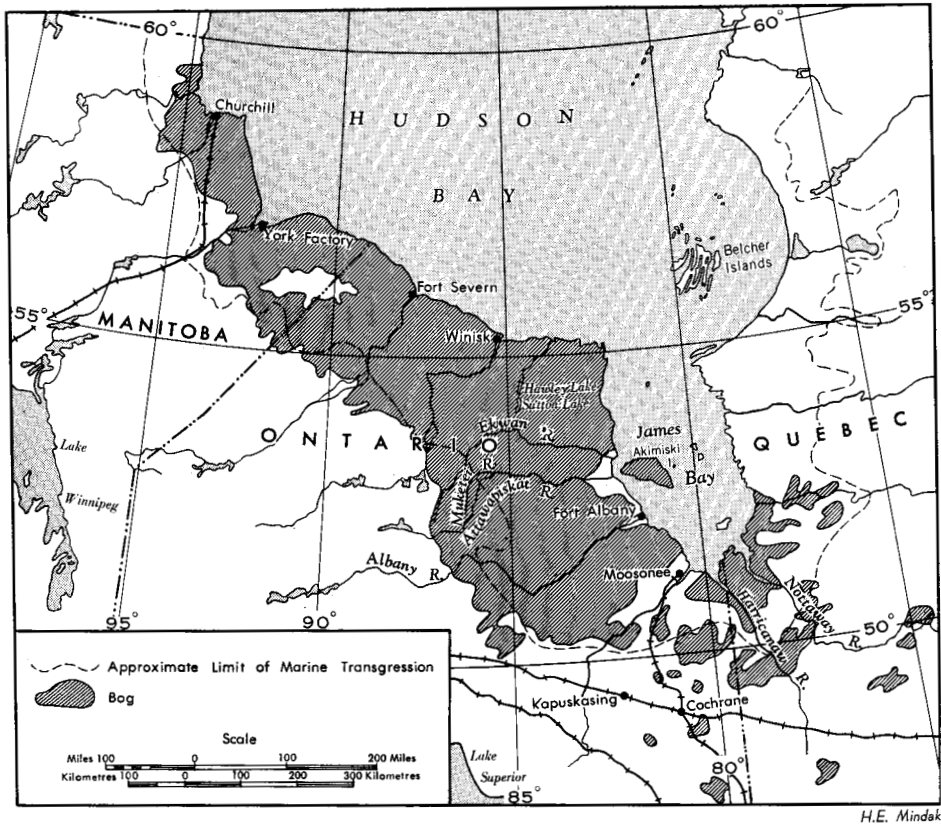 60°
60°
Churchill
HUDSON
BAY
York Factory
Belcher
Islands
Fort Severn
55°
55°
MANITOBA
Winisk
Hawley Lake
Sutton Lake
ONTARIO
Ekwan
R.
James
Akimiski
I.
Bay
QUEBEC
Lake
Winnipeg
Muketei
R.
Attawapiskat R.
Fort Albany
Albany R.
Moosonee
Harricanaw R.
Nottaway R.
95°
90°
50°
Approximate Limit of Marine Transgression
Bog
Kapuskasing
Cochrane
Scale
Miles 100 0 100 200 Miles
Kilometres 100 0 100 200 300 Kilometres
Lake
Superior
85°
80°
H.E. Mindak